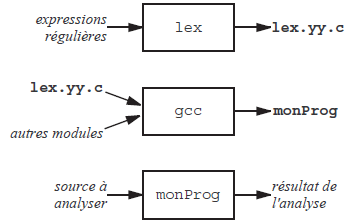 expressions
régulières
lex
lex.yy.c
lex.yy.c
autres modules
gcc
monProg
source à
analyser
monProg
résultat de
l'analyse